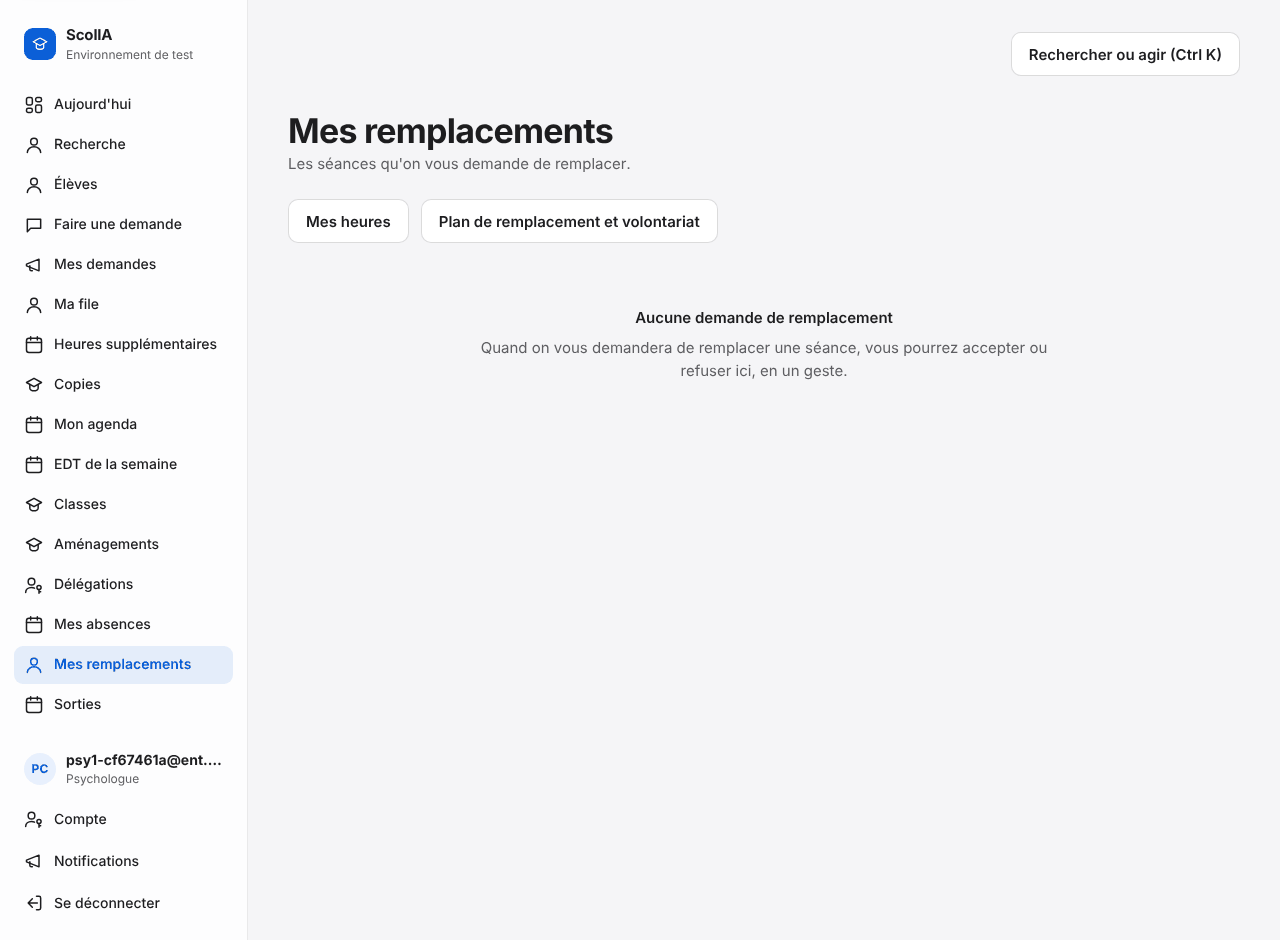 ScolIA
Environnement de test
Aujourd'hui
Recherche
Élèves
Faire une demande
Mes demandes
Ma file
Heures supplémentaires
Copies
Mon agenda
EDT de la semaine
Classes
Aménagements
Délégations
Mes absences
Mes remplacements
Sorties
PC
psy1-cf67461a@ent....
Psychologue
Compte
Notifications
Se déconnecter
Rechercher ou agir (Ctrl K)
Mes remplacements
Les séances qu'on vous demande de remplacer.
Mes heures
Plan de remplacement et volontariat
Aucune demande de remplacement
Quand on vous demandera de remplacer une séance, vous pourrez accepter ou
refuser ici, en un geste.